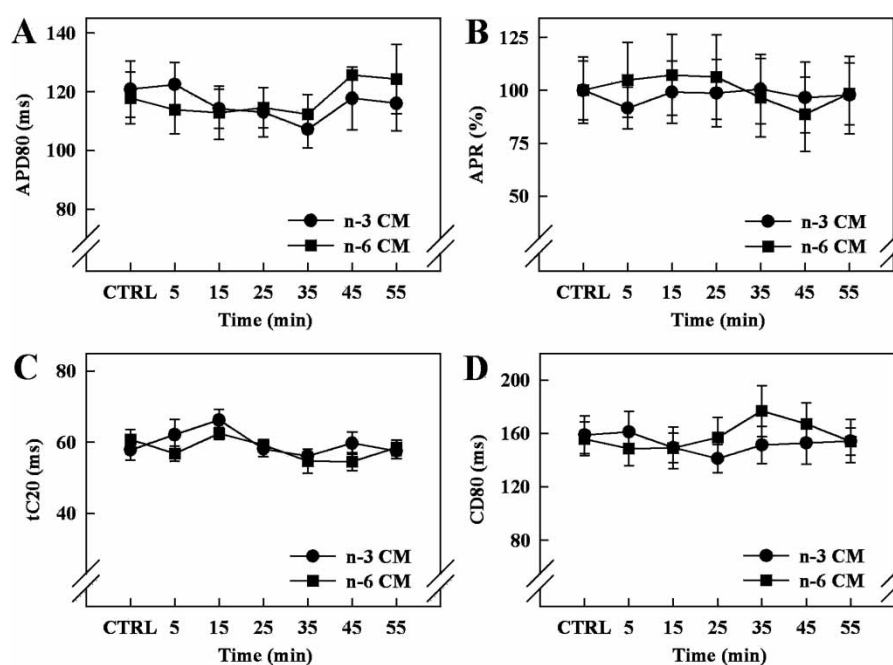 A
140
120
100
80
APD80 (ms)
n-3 CM
n-6 CM
CTRL 5 15 25 35 45 55
Time (min)
B
125
100
75
50
APR (%)
n-3 CM
n-6 CM
CTRL 5 15 25 35 45 55
Time (min)
C
80
60
40
tC20 (ms)
n-3 CM
n-6 CM
CTRL 5 15 25 35 45 55
Time (min)
D
200
160
120
80
CD80 (ms)
n-3 CM
n-6 CM
CTRL 5 15 25 35 45 55
Time (min)